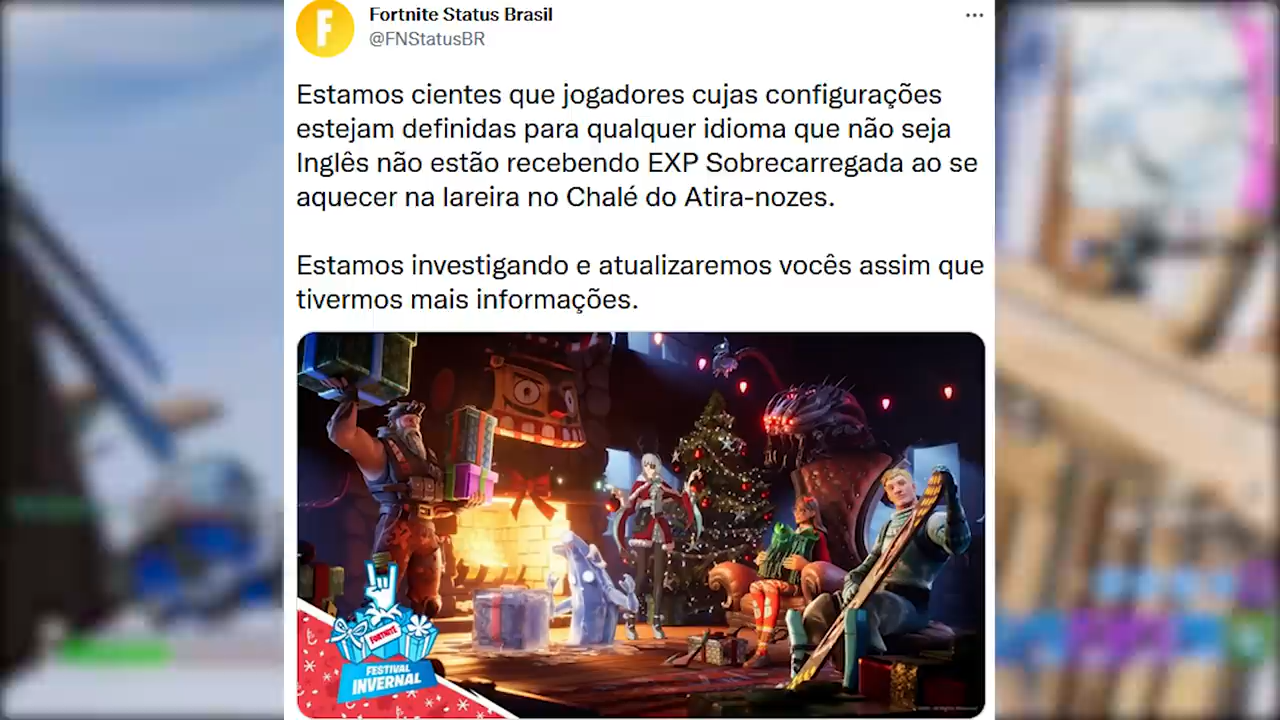 Fortnite Status Brasil
@FNStatusBR
Estamos cientes que jogadores cujas configurações
estejam definidas para qualquer idioma que não seja
Inglês não estão recebendo EXP Sobrecarregada ao se
aquecer na lareira no Chalé do Atira-nozes.
Estamos investigando e atualizaremos vocês assim que
tivermos mais informações.
FORTNITE
FESTIVAL
INVERNAL